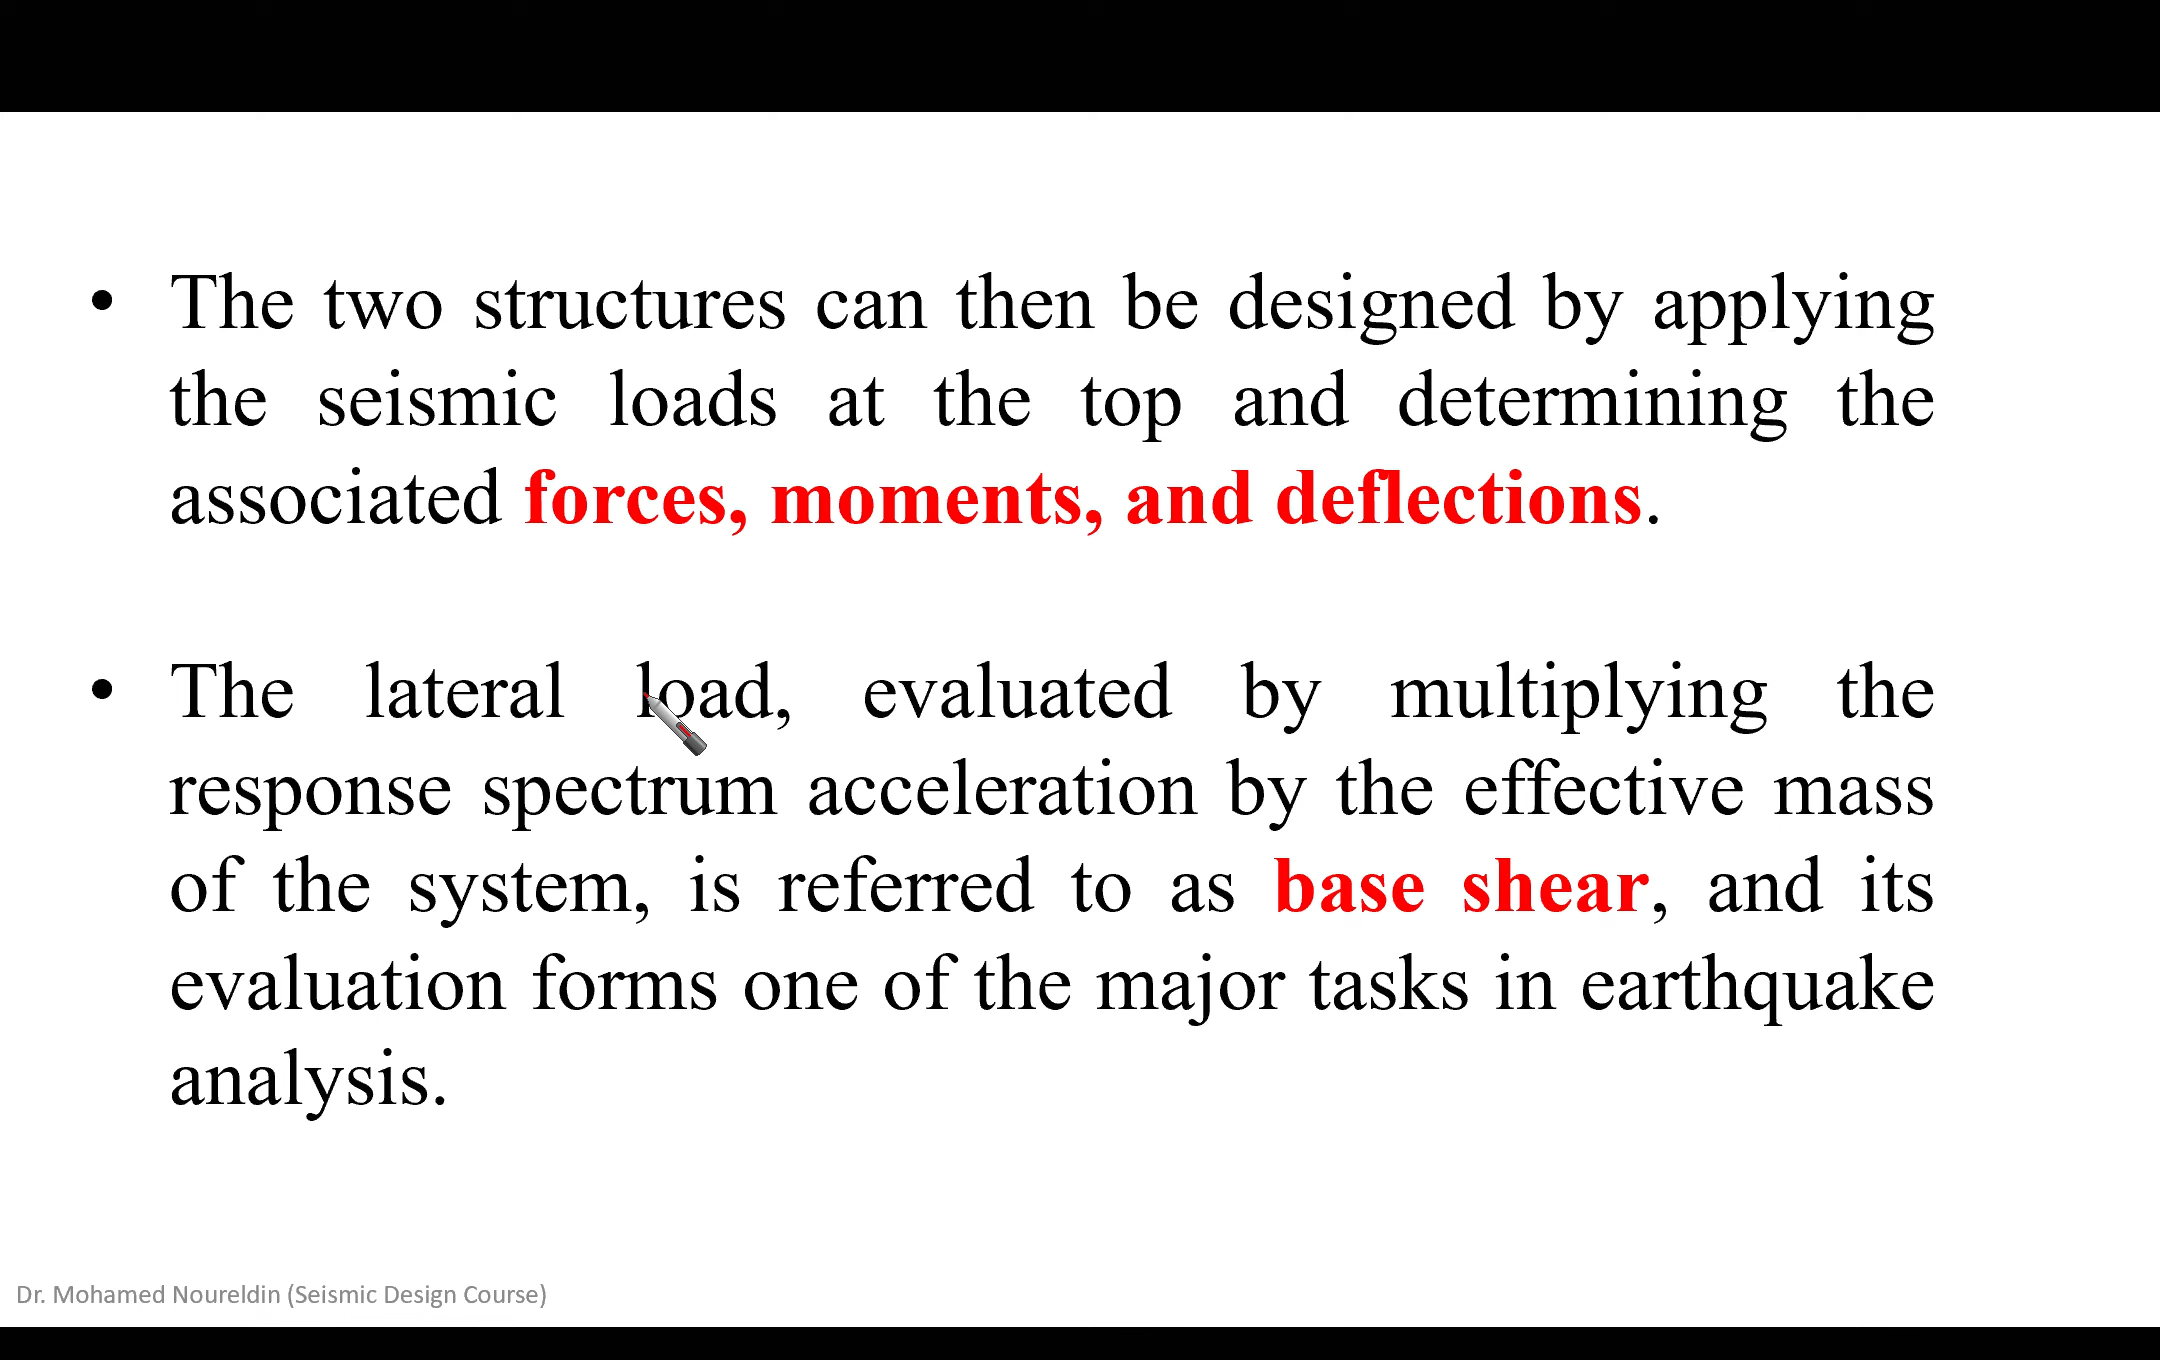 • The two structures can then be designed by applying
the seismic loads at the top and determining the
associated forces, moments, and deflections.
• The lateral load, evaluated by multiplying the
response spectrum acceleration by the effective mass
of the system, is referred to as base shear, and its
evaluation forms one of the major tasks in earthquake
analysis.
Dr. Mohamed Noureldin (Seismic Design Course)